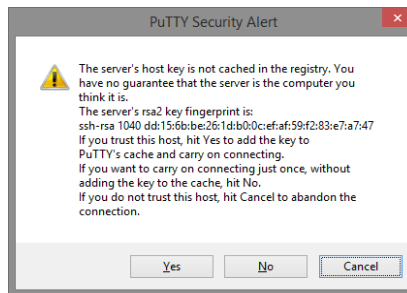 PuTTY Security Alert
The server's host key is not cached in the registry. You
have no guarantee that the server is the computer you
think it is.
The server's rsa2 key fingerprint is:
ssh-rsa 1040 dd:15:6b:be:26:1d:b0:0c:ef:af:59:f2:83:e7:a7:47
If you trust this host, hit Yes to add the key to
PuTTY's cache and carry on connecting.
If you want to carry on connecting just once, without
adding the key to the cache, hit No.
If you do not trust this host, hit Cancel to abandon the
connection.
Yes No Cancel